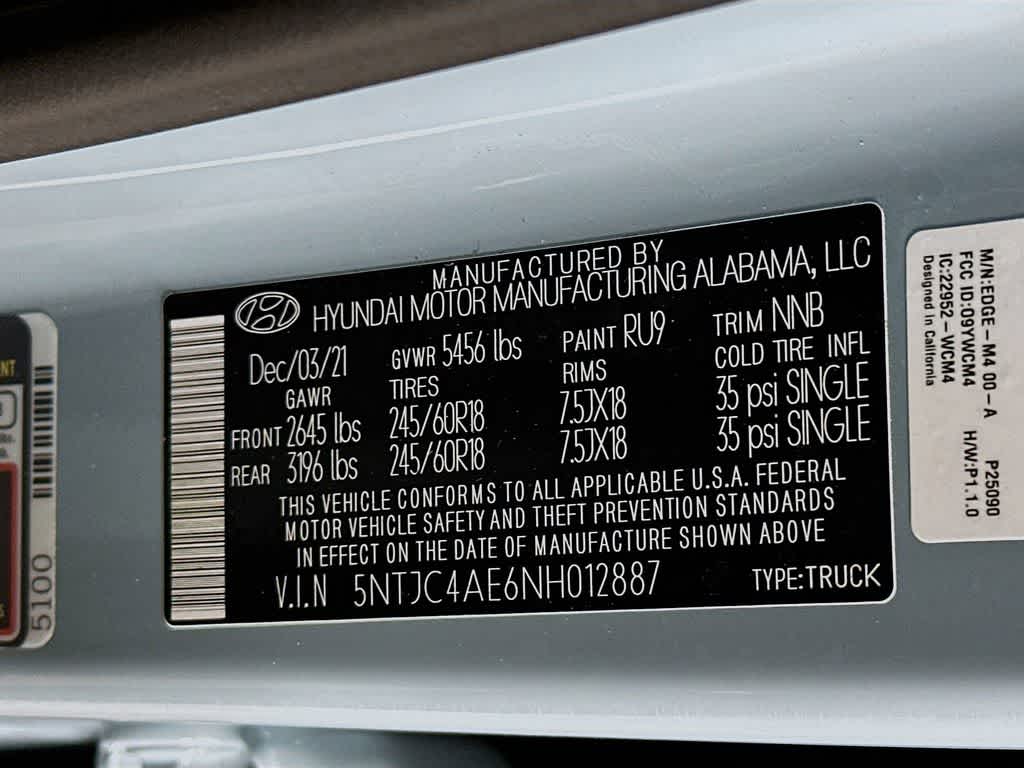 MANUFACTURED BY
HYUNDAI MOTOR MANUFACTURING ALABAMA, LLC
Dec/03/21 GVWR 5456 lbs PAINT RU9 TRIM NNB
GAWR TIRES RIMS COLD TIRE INFL
FRONT 2645 lbs 245/60R18 7.5JX18 35 psi SINGLE
REAR 3196 lbs 245/60R18 7.5JX18 35 psi SINGLE
THIS VEHICLE CONFORMS TO ALL APPLICABLE U.S.A. FEDERAL
MOTOR VEHICLE SAFETY AND THEFT PREVENTION STANDARDS
IN EFFECT ON THE DATE OF MANUFACTURE SHOWN ABOVE
V.I.N 5NTJC4AE6NH012887 TYPE:TRUCK
M/N:EDGE-M4 00-A P25090
FCC ID:09YWCM4 H/W:P1.1.0
IC:22952-WCM4
Designed in California
5100